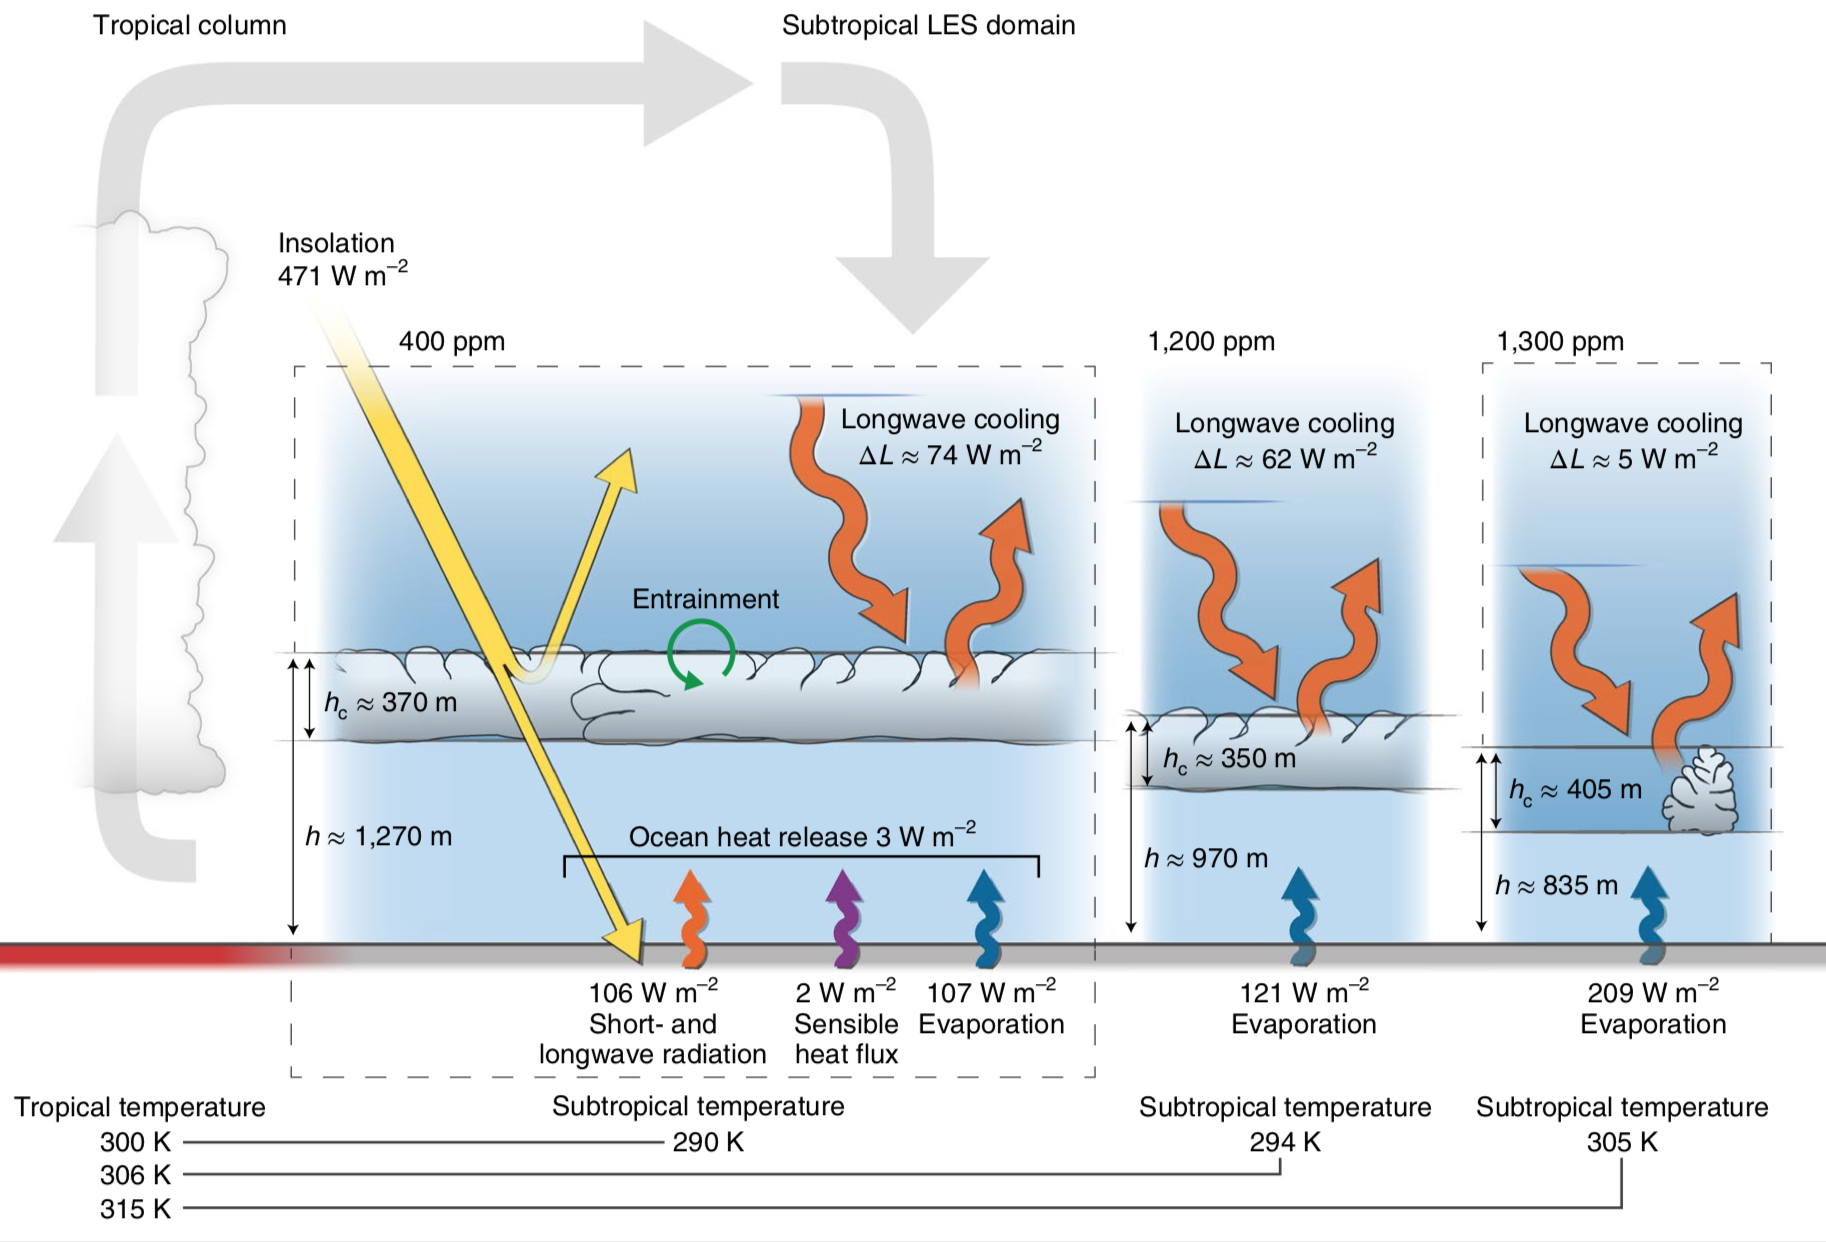 Tropical column
Subtropical LES domain
Insolation
471 W m⁻²
400 ppm
1,200 ppm
1,300 ppm
Longwave cooling
ΔL ≈ 74 W m⁻²
Longwave cooling
ΔL ≈ 62 W m⁻²
Longwave cooling
ΔL ≈ 5 W m⁻²
Entrainment
h_c ≈ 370 m
h_c ≈ 350 m
h_c ≈ 405 m
h ≈ 1,270 m
Ocean heat release 3 W m⁻²
h ≈ 970 m
h ≈ 835 m
106 W m⁻²
Short- and
longwave radiation
2 W m⁻²
Sensible
heat flux
107 W m⁻²
Evaporation
121 W m⁻²
Evaporation
209 W m⁻²
Evaporation
Tropical temperature
300 K
306 K
315 K
Subtropical temperature
290 K
Subtropical temperature
294 K
Subtropical temperature
305 K